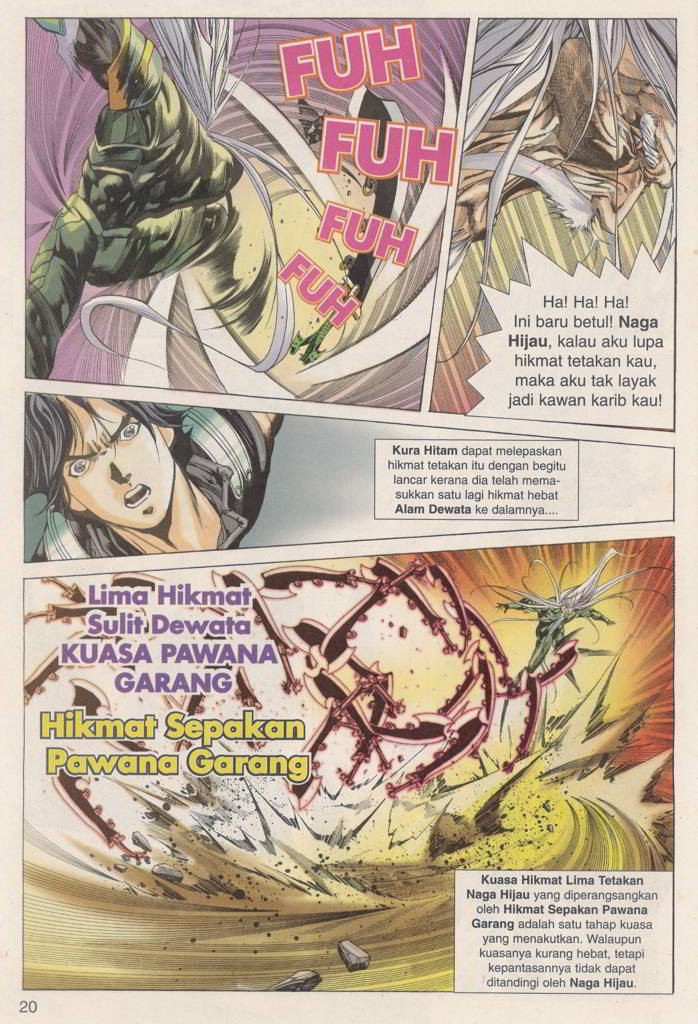 FUH
FUH
FUH
FUH
Ha! Ha! Ha!
Ini baru betul! Naga
Hijau, kalau aku lupa
hikmat tetakan kau,
maka aku tak layak
jadi kawan karib kau!
Kura Hitam dapat melepaskan
hikmat tetakan itu dengan begitu
lancar kerana dia telah mema-
sukkan satu lagi hikmat hebat
Alam Dewata ke dalamnya....
Lima Hikmat
Sulit Dewata
KUASA PAWANA
GARANG
Hikmat Sepakan
Pawana Garang
Kuasa Hikmat Lima Tetakan
Naga Hijau yang diperangsangkan
oleh Hikmat Sepakan Pawana
Garang adalah satu tahap kuasa
yang menakutkan. Walaupun
kuasanya kurang hebat, tetapi
kepantasannya tidak dapat
ditandingi oleh Naga Hijau.
20